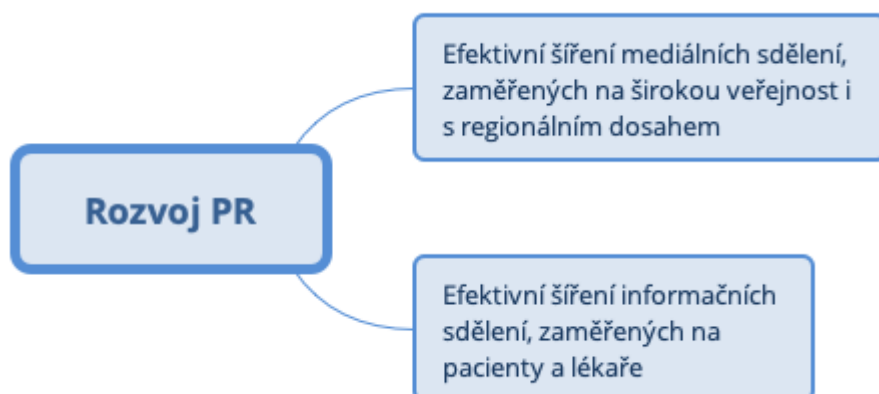 Efektivní šíření mediálních sdělení,
zaměřených na širokou veřejnost i
s regionálním dosahem
Rozvoj PR
Efektivní šíření informačních
sdělení, zaměřených na
pacienty a lékaře